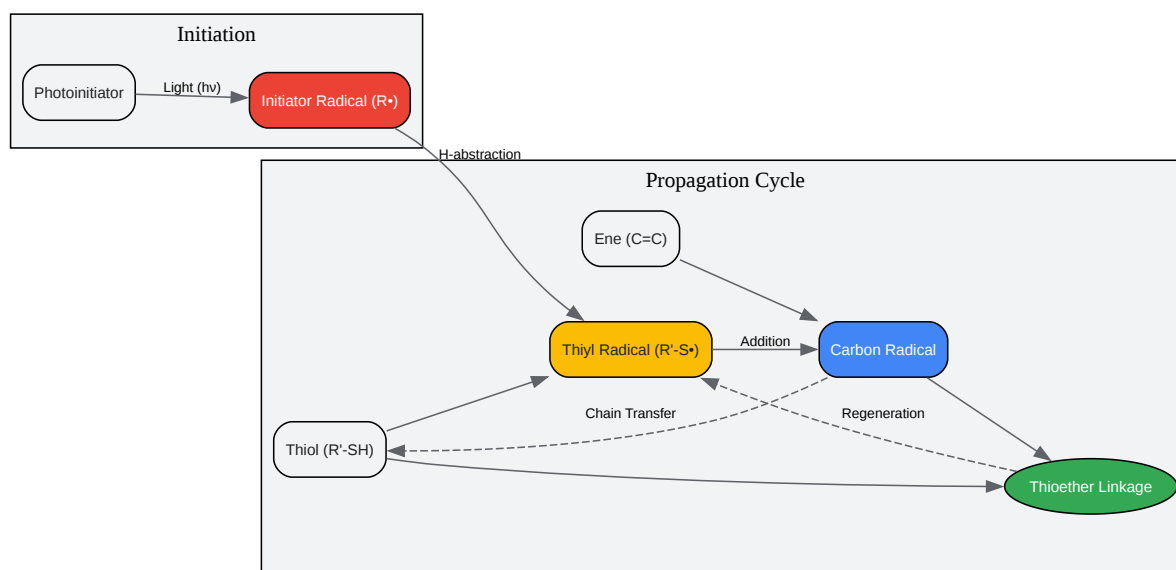 Initiation
Photoinitiator
Light (hν)
Initiator Radical (R•)
H-abstraction
Propagation Cycle
Ene (C=C)
Thiyl Radical (R'-S•)
Addition
Carbon Radical
Chain Transfer
Regeneration
Thiol (R'-SH)
Thioether Linkage